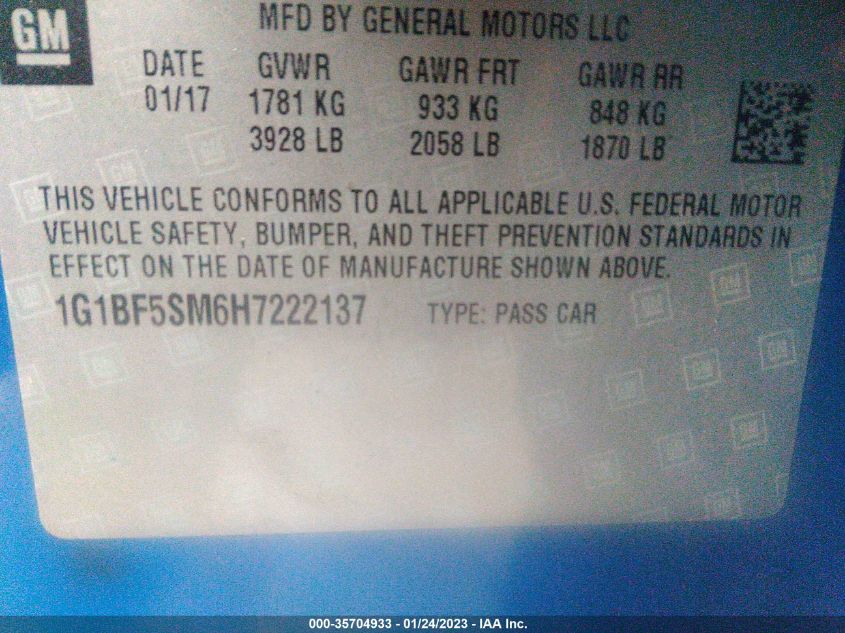 GM
MFD BY GENERAL MOTORS LLC
DATE GVWR GAWR FRT GAWR RR
01/17 1781 KG 933 KG 848 KG
3928 LB 2058 LB 1870 LB
THIS VEHICLE CONFORMS TO ALL APPLICABLE U.S. FEDERAL MOTOR
VEHICLE SAFETY, BUMPER, AND THEFT PREVENTION STANDARDS IN
EFFECT ON THE DATE OF MANUFACTURE SHOWN ABOVE.
1G1BF5SM6H7222137 TYPE: PASS CAR
000-35704933 - 01/24/2023 - IAA Inc.